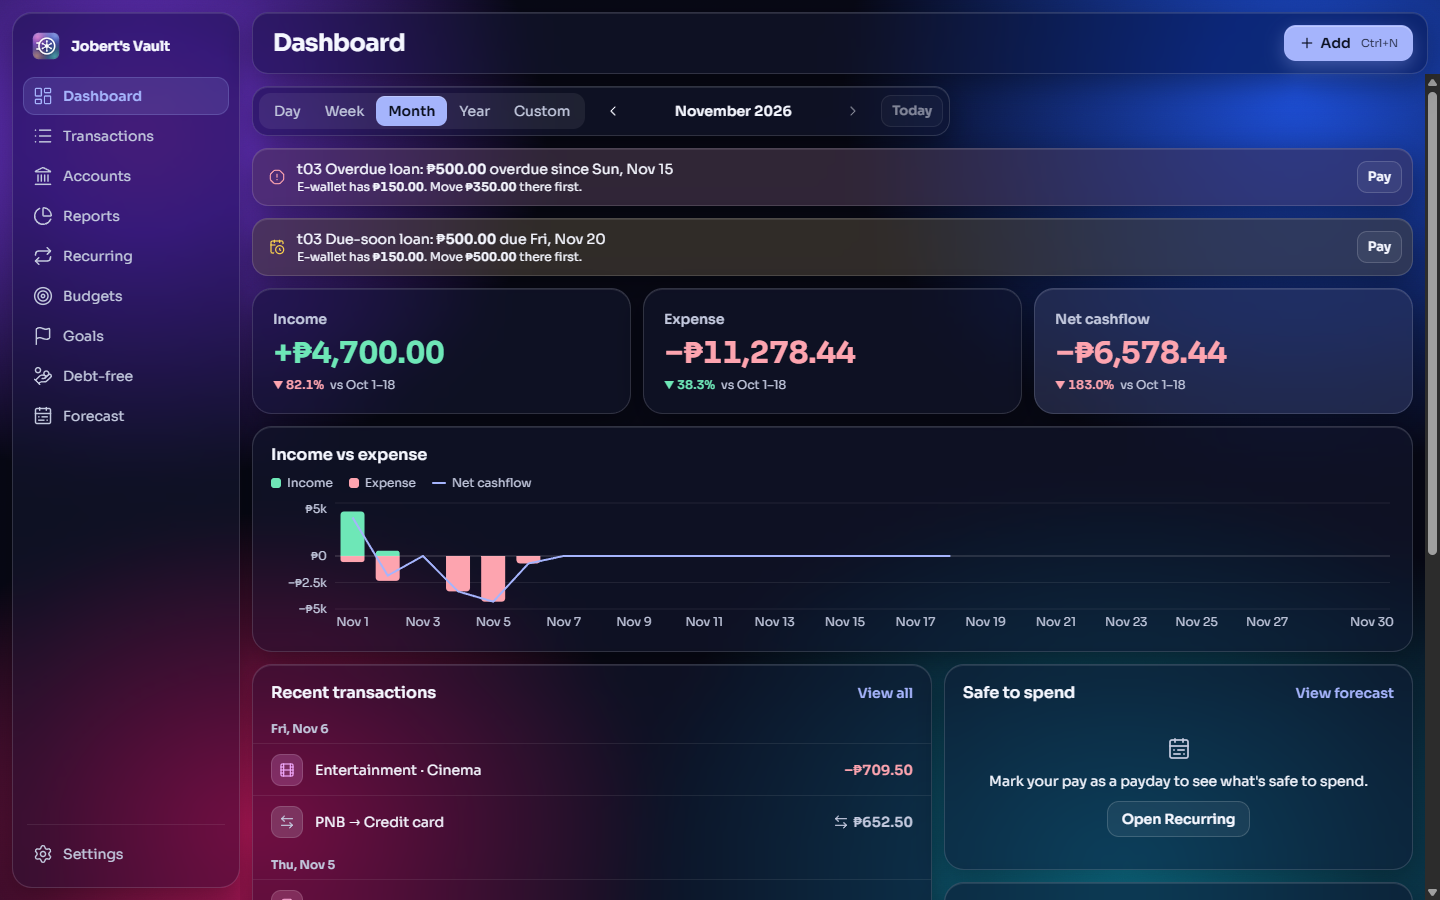 Jobert's Vault
Dashboard
Transactions
Accounts
Reports
Recurring
Budgets
Goals
Debt-free
Forecast
Settings
Dashboard
+ Add Ctrl+N
Day Week Month Year Custom
November 2026
Today
t03 Overdue loan: ₱500.00 overdue since Sun, Nov 15
E-wallet has ₱150.00. Move ₱350.00 there first.
Pay
t03 Due-soon loan: ₱500.00 due Fri, Nov 20
E-wallet has ₱150.00. Move ₱500.00 there first.
Pay
Income
+₱4,700.00
▼ 82.1% vs Oct 1–18
Expense
−₱11,278.44
▼ 38.3% vs Oct 1–18
Net cashflow
−₱6,578.44
▼ 183.0% vs Oct 1–18
Income vs expense
Income Expense Net cashflow
₱5k
₱0
−₱2.5k
−₱5k
Nov 1 Nov 3 Nov 5 Nov 7 Nov 9 Nov 11 Nov 13 Nov 15 Nov 17 Nov 19 Nov 21 Nov 23 Nov 25 Nov 27 Nov 30
Recent transactions View all
Fri, Nov 6
Entertainment · Cinema −₱709.50
PNB → Credit card ₱652.50
Thu, Nov 5
Safe to spend View forecast
Mark your pay as a payday to see what's safe to spend.
Open Recurring